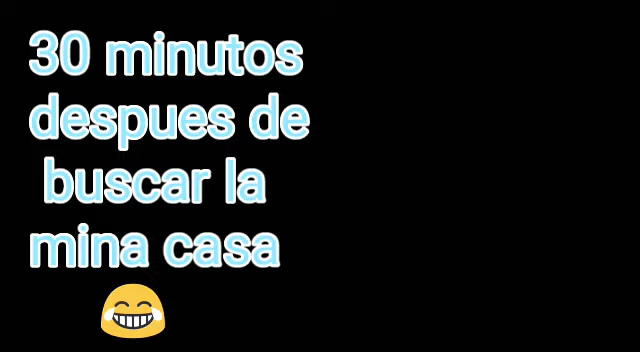 30 minutos
despues de
buscar la
mina casa
😂